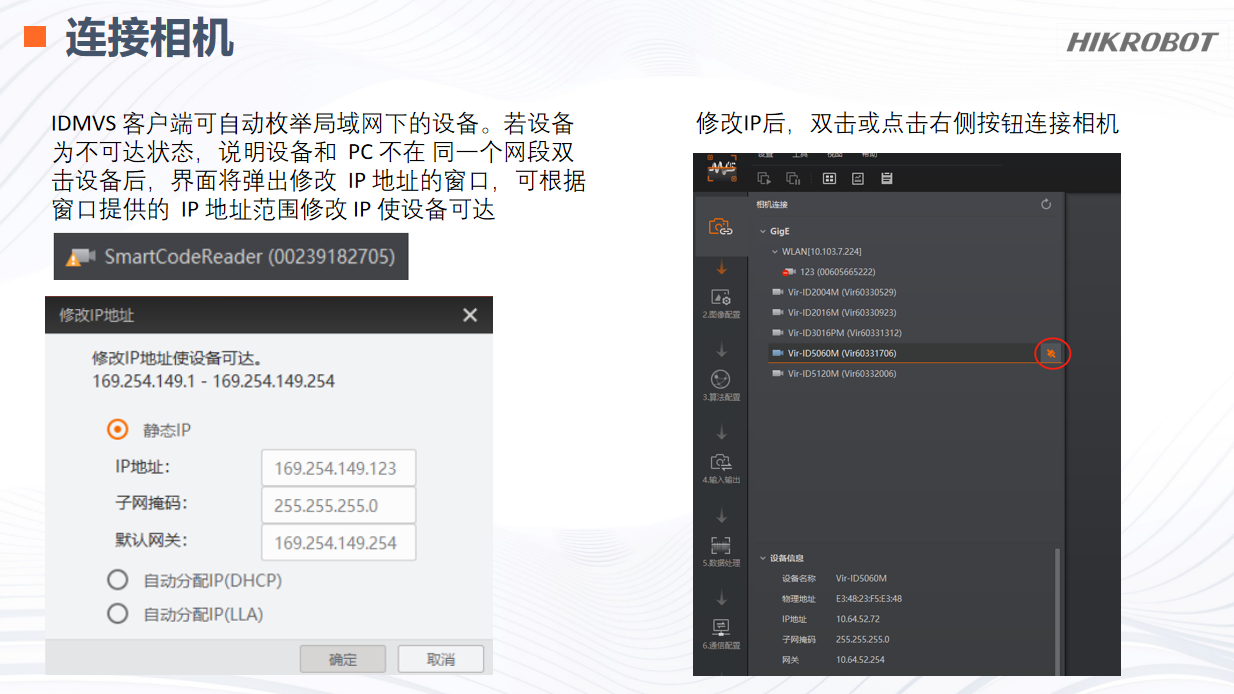 连接相机
HIKROBOT
IDMVS 客户端可自动枚举局域网下的设备。若设备
为不可达状态，说明设备和 PC 不在 同一个网段双
击设备后，界面将弹出修改 IP 地址的窗口，可根据
窗口提供的 IP 地址范围修改 IP 使设备可达
SmartCodeReader (00239182705)
修改IP地址
修改IP地址使设备可达。
169.254.149.1 - 169.254.149.254
静态IP
IP地址：
169.254.149.123
子网掩码：
255.255.255.0
默认网关：
169.254.149.254
自动分配IP(DHCP)
自动分配IP(LLA)
确定
取消
修改IP后，双击或点击右侧按钮连接相机
设置 工具 视图 帮助
相机连接
GigE
WLAN[10.103.7.224]
123 (00605665222)
Vir-ID2004M (Vir60330529)
Vir-ID2016M (Vir60330923)
Vir-ID3016PM (Vir60331312)
Vir-ID5060M (Vir60331706)
Vir-ID5120M (Vir60332006)
2.图像配置
3.算法配置
4.输入输出
5.数据处理
6.通信配置
设备信息
设备名称 Vir-ID5060M
物理地址 E3:48:23:F5:E3:48
IP地址 10.64.52.72
子网掩码 255.255.255.0
网关 10.64.52.254